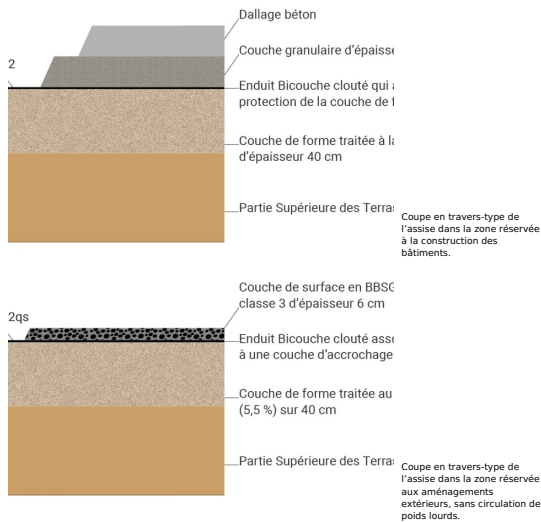 Dallage béton
Couche granulaire d'épaisse
2
Enduit Bicouche clouté qui
protection de la couche de
Couche de forme traitée à la
d'épaisseur 40 cm
Partie Supérieure des Terras
Coupe en travers-type de
l'assise dans la zone réservée
à la construction des
bâtiments.
Couche de surface en BBSG
classe 3 d'épaisseur 6 cm
2qs
Enduit Bicouche clouté asso
à une couche d'accrochage
Couche de forme traitée au
(5,5 %) sur 40 cm
Partie Supérieure des Terras
Coupe en travers-type de
l'assise dans la zone réservée
aux aménagements
extérieurs, sans circulation de
poids lourds.